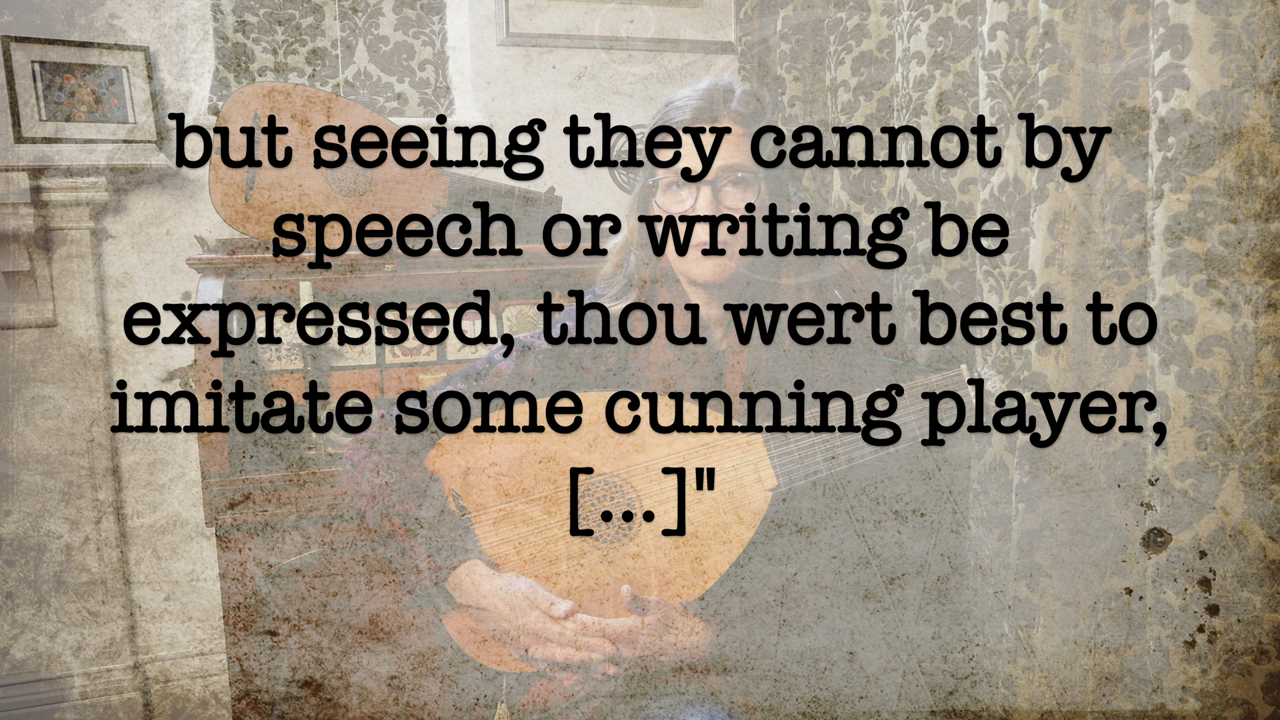 but seeing they cannot by
speech or writing be
expressed, thou wert best to
imitate some cunning player,
[...]"